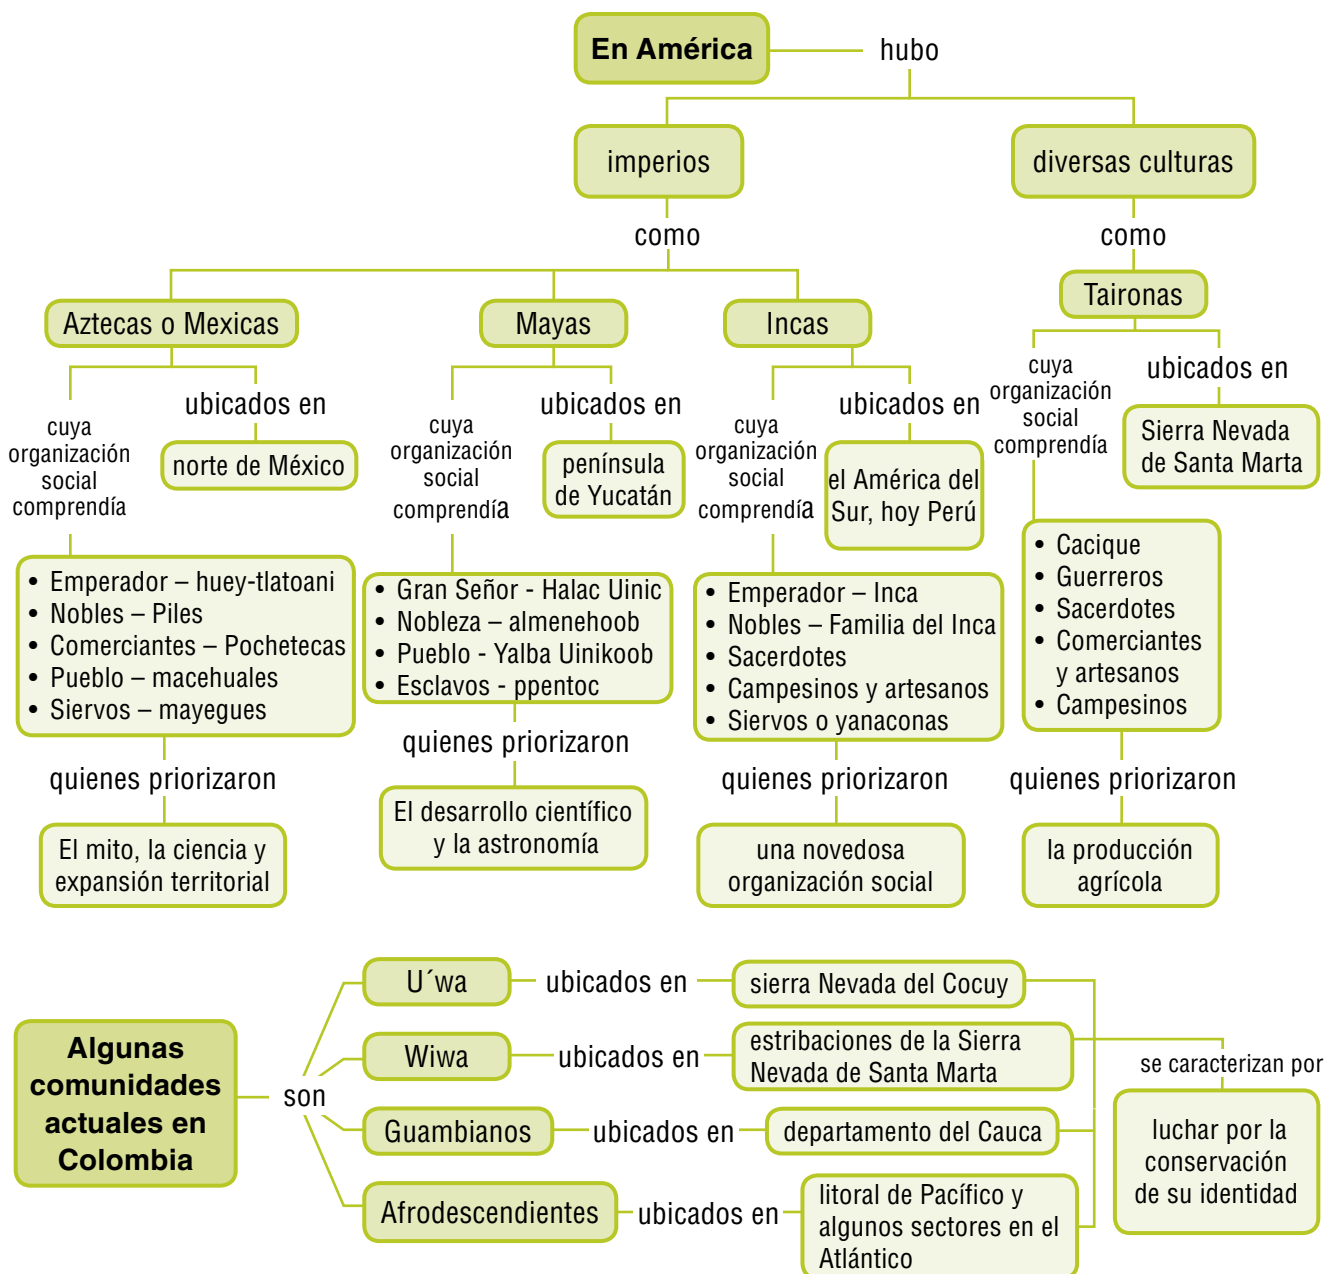 En América
hubo
imperios
diversas culturas
como
como
Aztecas o Mexicas
Mayas
Incas
Taironas
cuya
organización
social
comprendía
ubicados en
norte de México
cuya
organización
social
comprendía
ubicados en
península
de Yucatán
cuya
organización
social
comprendía
ubicados en
el América del
Sur, hoy Perú
cuya
organización
social
comprendía
ubicados en
Sierra Nevada
de Santa Marta
• Emperador – huey-tlatoani
• Nobles – Piles
• Comerciantes – Pochetecas
• Pueblo – macehuales
• Siervos – mayegues
• Gran Señor - Halac Uinic
• Nobleza – almenehoob
• Pueblo - Yalba Uinikoob
• Esclavos - ppentoc
• Emperador – Inca
• Nobles – Familia del Inca
• Sacerdotes
• Campesinos y artesanos
• Siervos o yanaconas
• Cacique
• Guerreros
• Sacerdotes
• Comerciantes
y artesanos
• Campesinos
quienes priorizaron
El mito, la ciencia y
expansión territorial
quienes priorizaron
El desarrollo científico
y la astronomía
quienes priorizaron
una novedosa
organización social
quienes priorizaron
la producción
agrícola
Algunas
comunidades
actuales en
Colombia
son
U´wa
ubicados en
sierra Nevada del Cocuy
Wiwa
ubicados en
estribaciones de la Sierra
Nevada de Santa Marta
Guambianos
ubicados en
departamento del Cauca
Afrodescendientes
ubicados en
litoral de Pacífico y
algunos sectores en el
Atlántico
se caracterizan por
luchar por la
conservación
de su identidad